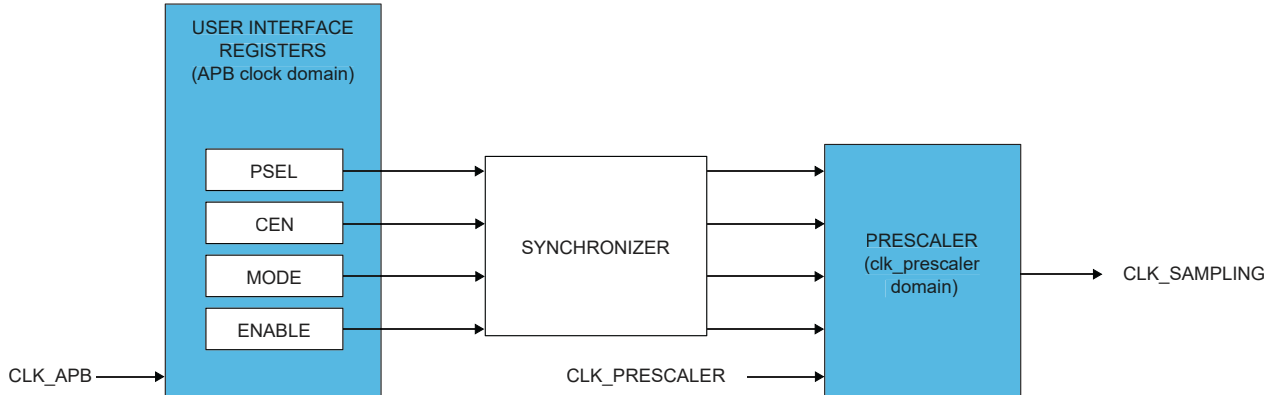 USER INTERFACE
REGISTERS
(APB clock domain)
PSEL
CEN
MODE
ENABLE
CLK_APB
SYNCHRONIZER
CLK_PRESCALER
PRESCALER
(clk_prescaler
domain)
CLK_SAMPLING